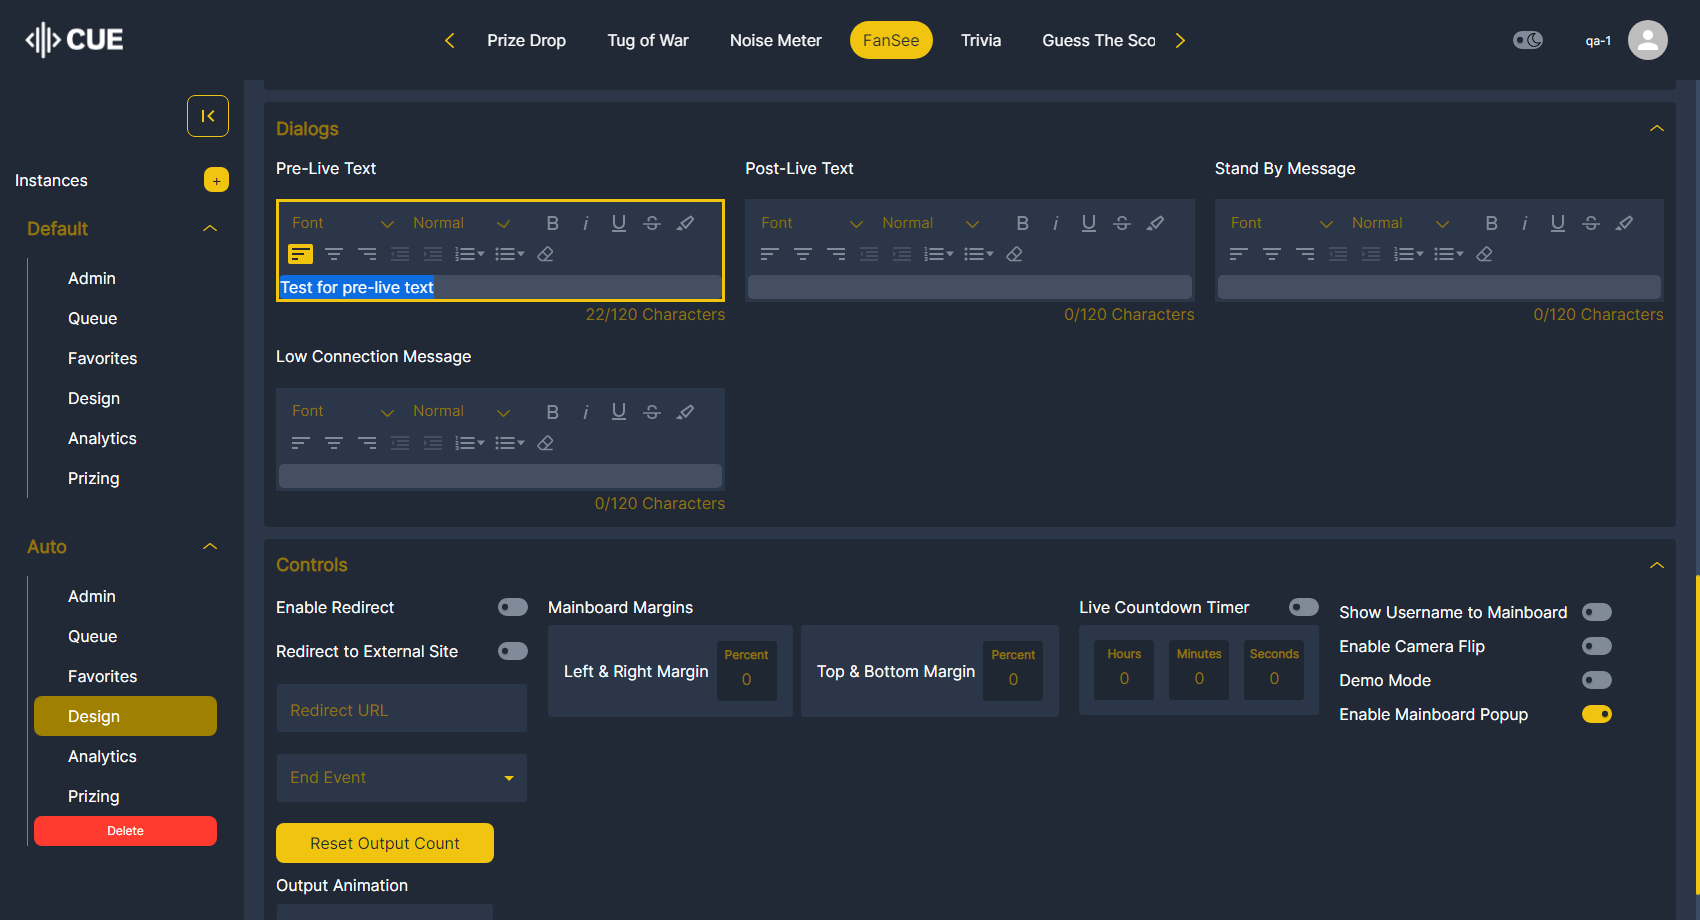 CUE
Prize Drop
Tug of War
Noise Meter
FanSee
Trivia
Guess The Sco
qa-1
Instances
+
Default
Admin
Queue
Favorites
Design
Analytics
Prizing
Auto
Admin
Queue
Favorites
Design
Analytics
Prizing
Delete
Dialogs
Pre-Live Text
Font Normal B i U S
Test for pre-live text
22/120 Characters
Post-Live Text
Font Normal B i U S
0/120 Characters
Stand By Message
Font Normal B i U S
0/120 Characters
Low Connection Message
Font Normal B i U S
0/120 Characters
Controls
Enable Redirect
Redirect to External Site
Redirect URL
End Event
Reset Output Count
Output Animation
Mainboard Margins
Left & Right Margin
Percent
0
Top & Bottom Margin
Percent
0
Live Countdown Timer
Hours
0
Minutes
0
Seconds
0
Show Username to Mainboard
Enable Camera Flip
Demo Mode
Enable Mainboard Popup